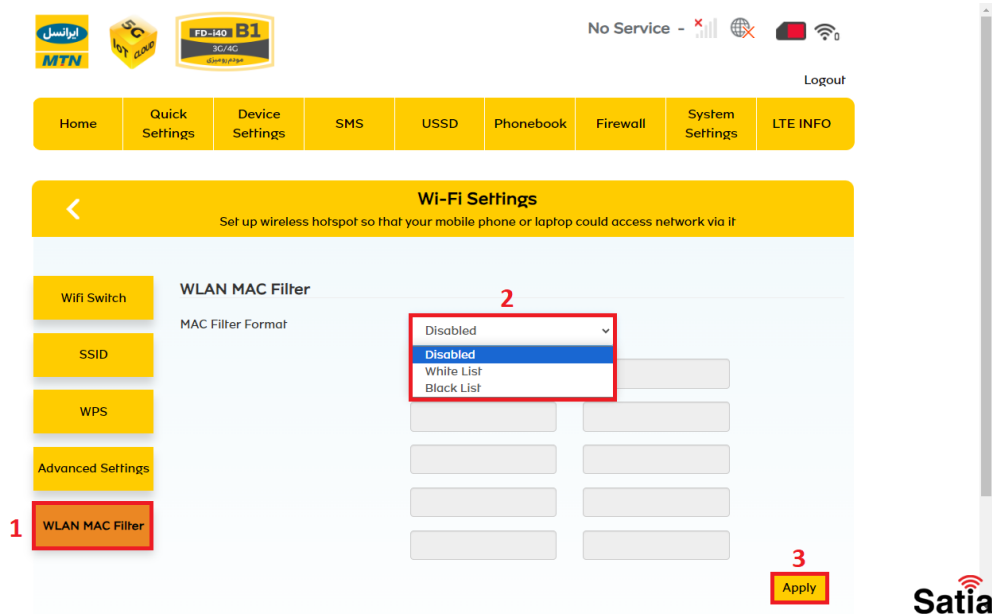 ایرانسل
MTN
5G
IoT CLOUD
FD-i40 B1
3G/4G
مودم رومیزی
No Service -
Logout
Home
Quick Settings
Device Settings
SMS
USSD
Phonebook
Firewall
System Settings
LTE INFO
Wi-Fi Settings
Set up wireless hotspot so that your mobile phone or laptop could access network via it
Wifi Switch
SSID
WPS
Advanced Settings
1
WLAN MAC Filter
WLAN MAC Filter
2
MAC Filter Format
Disabled
Disabled
White List
Black List
3
Apply
Satia